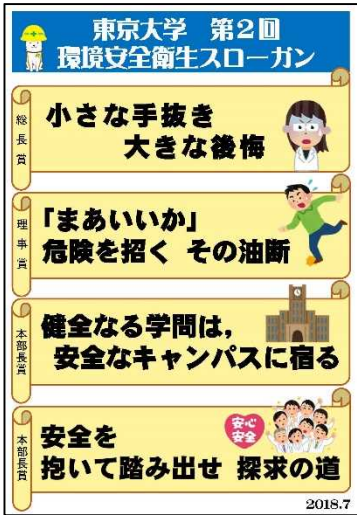 東京大学 第2回
環境安全衛生スローガン
総長賞
小さな手抜き
大きな後悔
理事賞
「まあいいか」
危険を招く その油断
本部長賞
健全なる学問は,
安全なキャンパスに宿る
本部長賞
安全を
抱いて踏み出せ 探求の道
安心
安全
2018.7